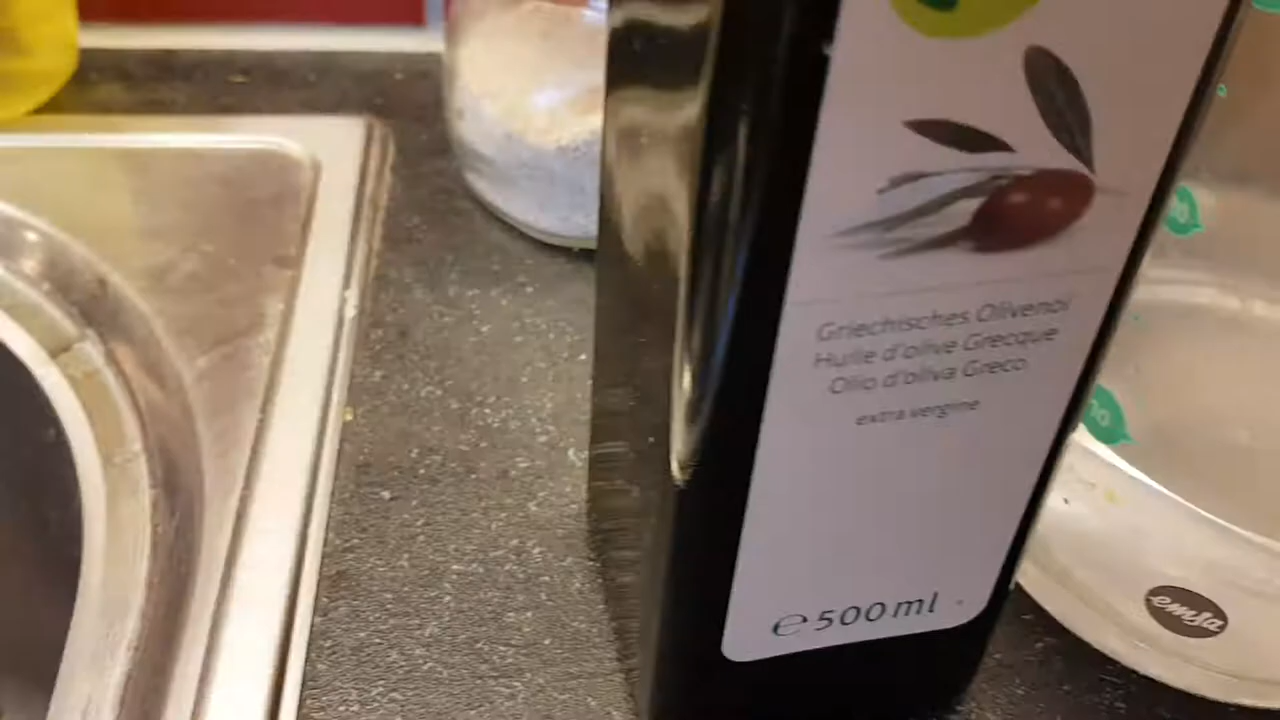 Griechisches Olivenöl
Huile d'olive Grecque
Olio d'oliva Greco
extra vergine
℮ 500 ml
emsa